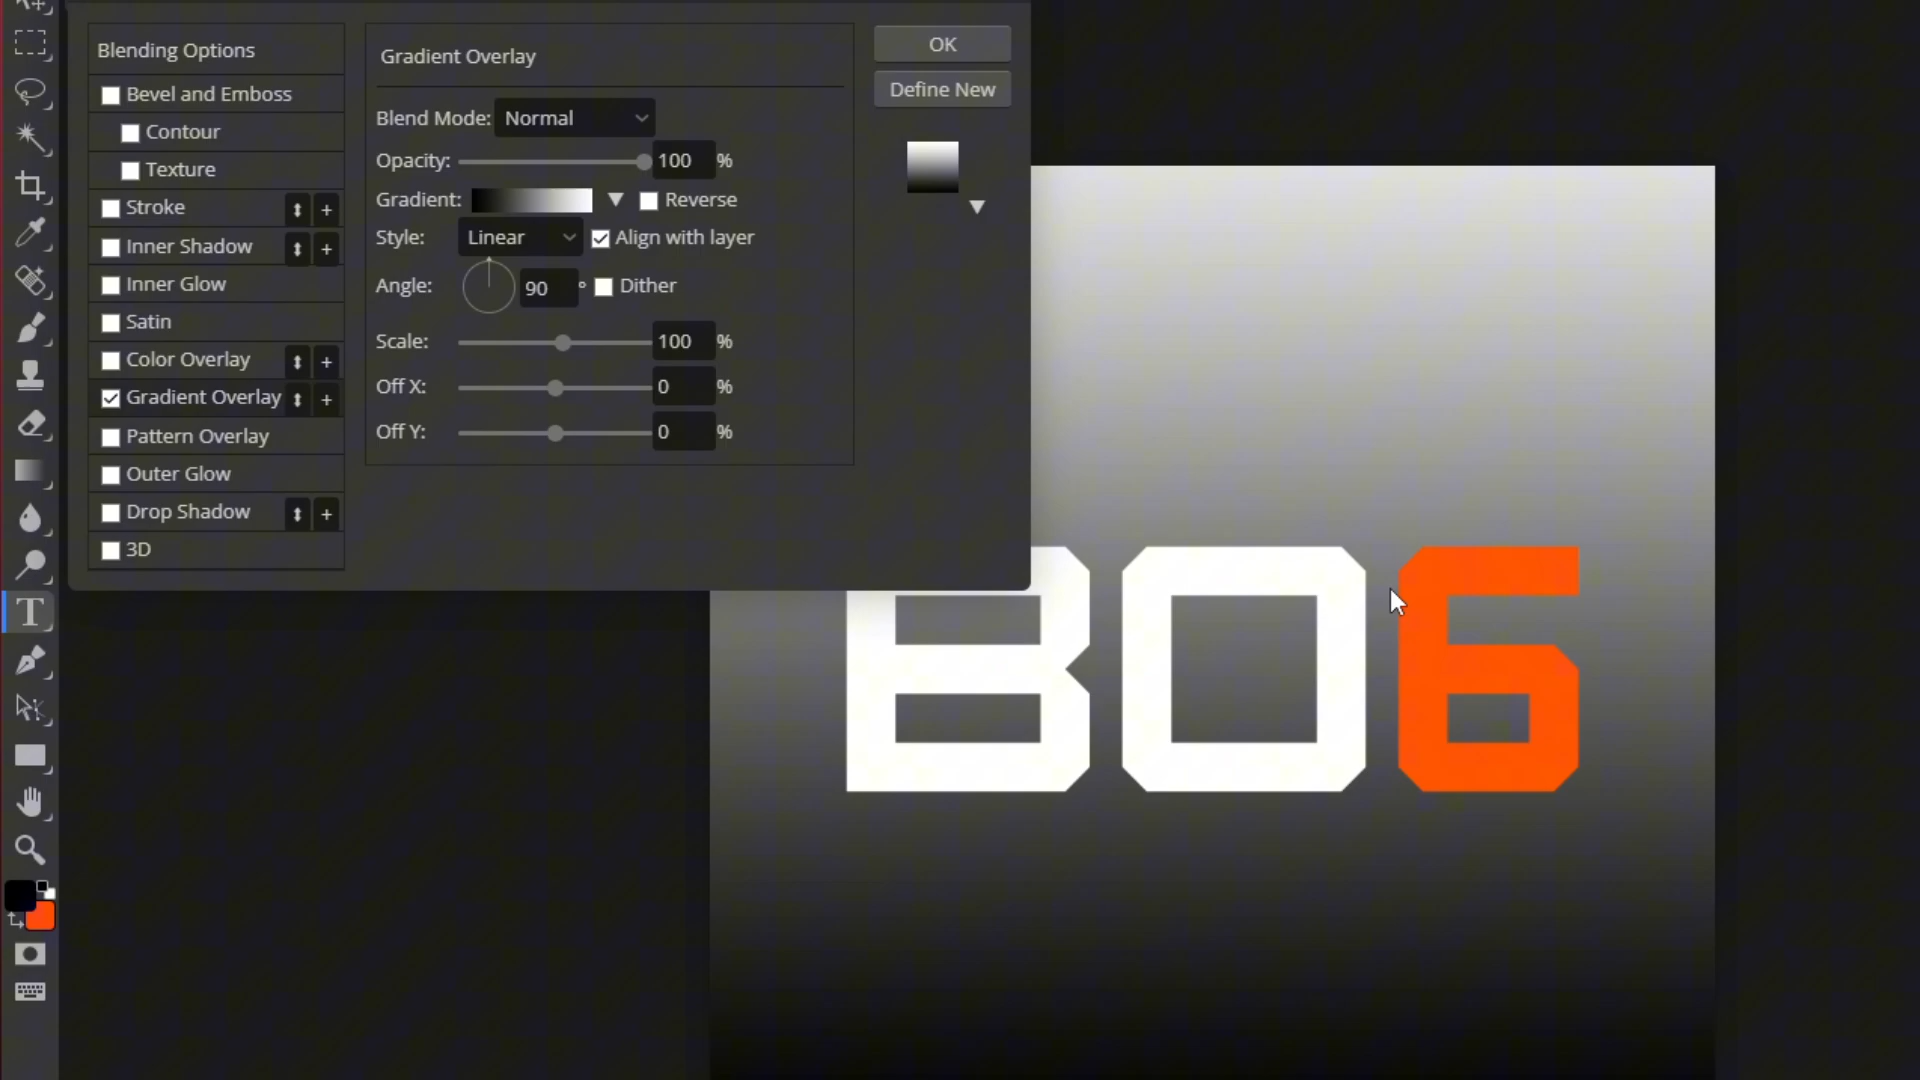 Blending Options
Bevel and Emboss
Contour
Texture
Stroke
+
Inner Shadow
+
Inner Glow
Satin
Color Overlay
+
Gradient Overlay
+
Pattern Overlay
Outer Glow
Drop Shadow
+
3D
Gradient Overlay
Blend Mode: Normal
Opacity: 100 %
Gradient: Reverse
Style: Linear Align with layer
Angle: 90 ° Dither
Scale: 100 %
Off X: 0 %
Off Y: 0 %
OK
Define New
T
BO6